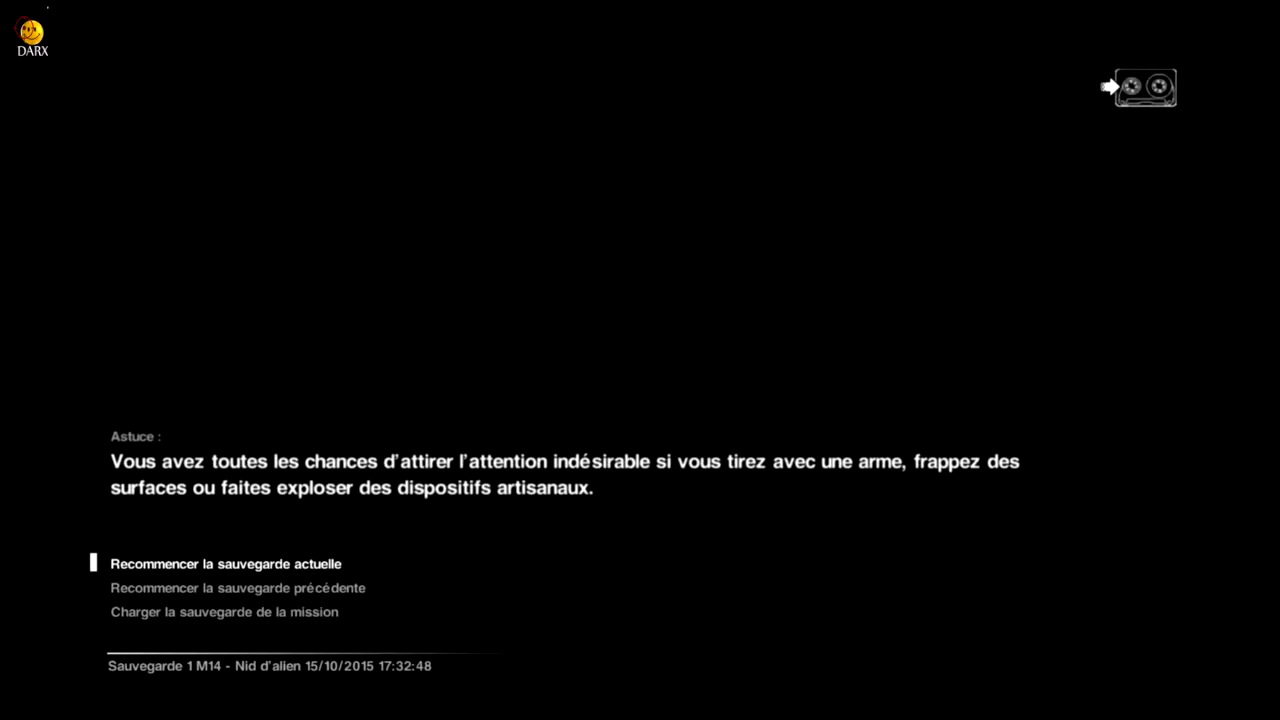 DARX
Astuce :
Vous avez toutes les chances d'attirer l'attention indésirable si vous tirez avec une arme, frappez des
surfaces ou faites exploser des dispositifs artisanaux.
Recommencer la sauvegarde actuelle
Recommencer la sauvegarde précédente
Charger la sauvegarde de la mission
Sauvegarde 1 M14 - Nid d'alien 15/10/2015 17:32:48